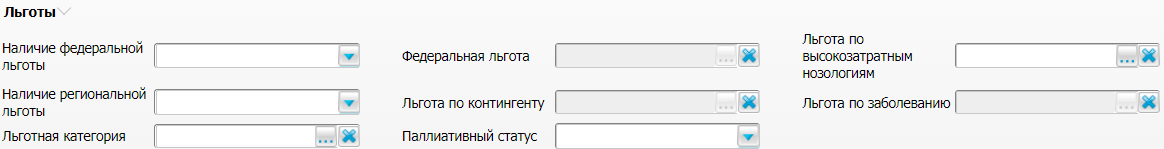 Льготы
Наличие федеральной
льготы
Федеральная льгота
...
Льгота по
высокозатратным
нозологиям
...
Наличие региональной
льготы
Льгота по контингенту
...
Льгота по заболеванию
...
Льготная категория
...
Паллиативный статус